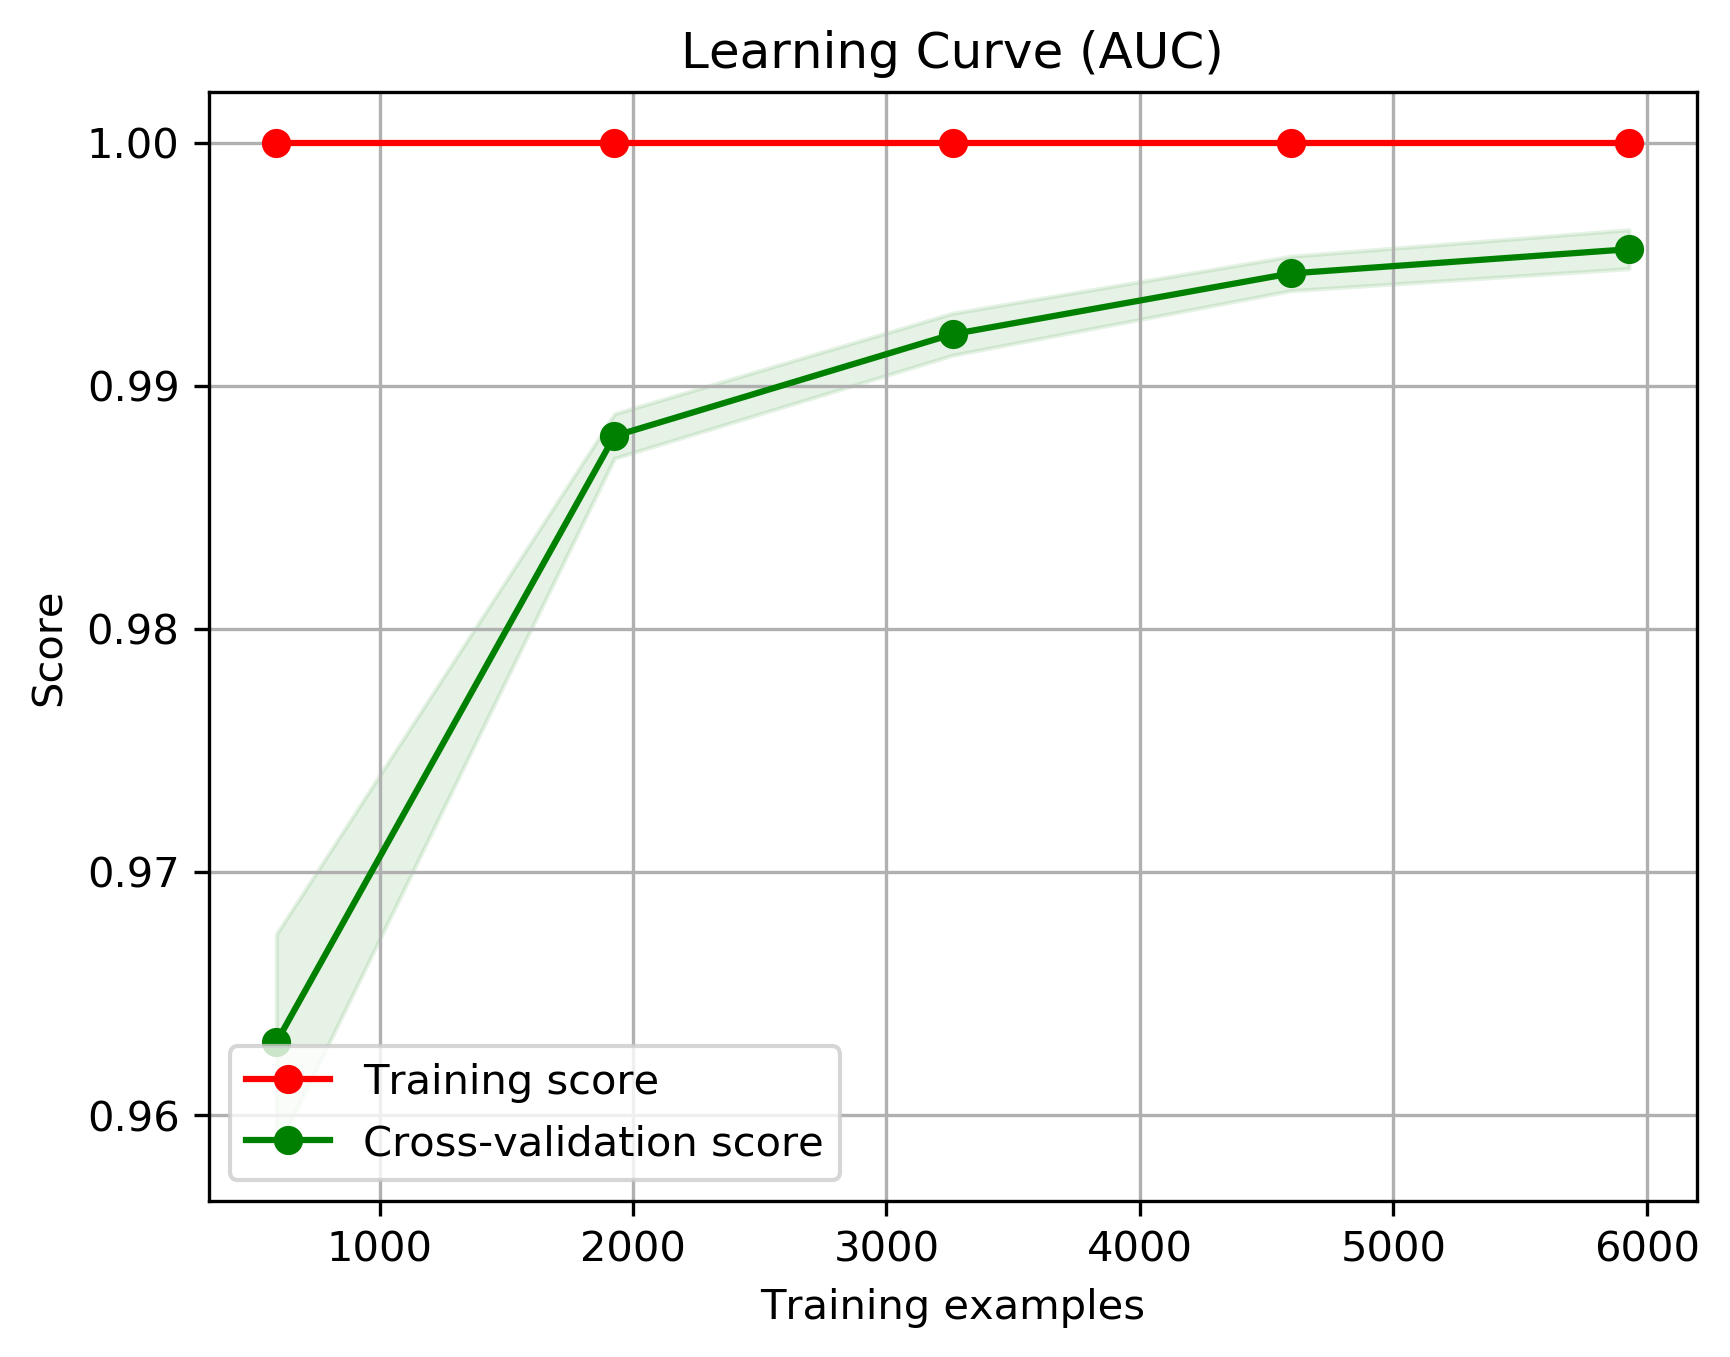 Learning Curve (AUC)
1.00
0.99
0.98
0.97
0.96
Score
Training score
Cross-validation score
1000 2000 3000 4000 5000 6000
Training examples